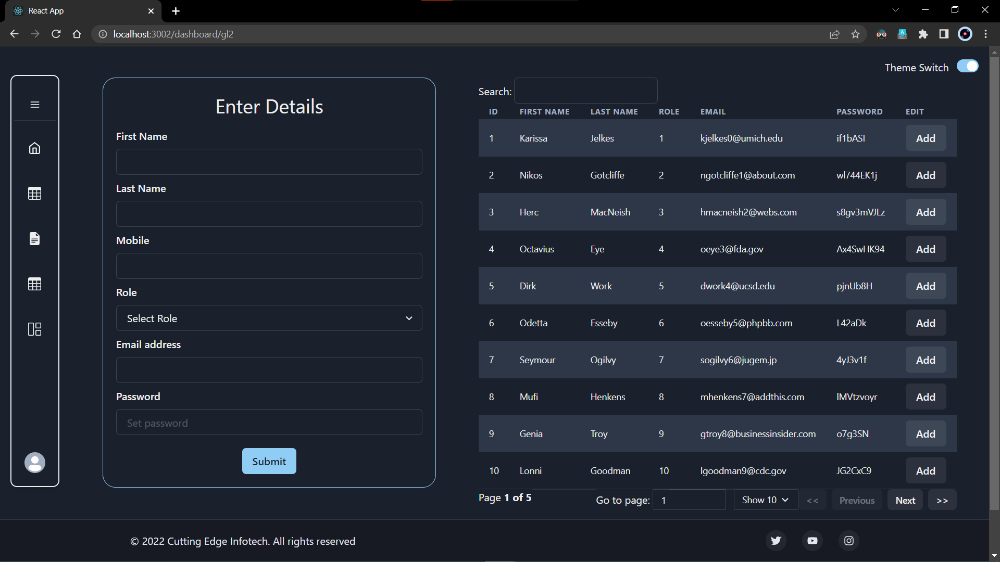 React App
localhost:3002/dashboard/gl2
Theme Switch
Enter Details
First Name
Last Name
Mobile
Role
Select Role
Email address
Password
Set password
Submit
Search:
ID FIRST NAME LAST NAME ROLE EMAIL PASSWORD EDIT
1 Karissa Jelkes 1 kjelkes0@umich.edu if1bASI Add
2 Nikos Gotcliffe 2 ngotcliffe1@about.com wl744EK1j Add
3 Herc MacNeish 3 hmacneish2@webs.com s8gv3mVJLz Add
4 Octavius Eye 4 oeye3@fda.gov Ax4SwHK94 Add
5 Dirk Work 5 dwork4@ucsd.edu pjnUb8H Add
6 Odetta Esseby 6 oesseby5@phpbb.com L42aDk Add
7 Seymour Ogilvy 7 sogilvy6@jugem.jp 4yJ3v1f Add
8 Mufi Henkens 8 mhenkens7@addthis.com lMVtzvoyr Add
9 Genia Troy 9 gtroy8@businessinsider.com o7g3SN Add
10 Lonni Goodman 10 lgoodman9@cdc.gov JG2CxC9 Add
Page 1 of 5 Go to page: 1 Show 10 << Previous Next >>
© 2022 Cutting Edge Infotech. All rights reserved